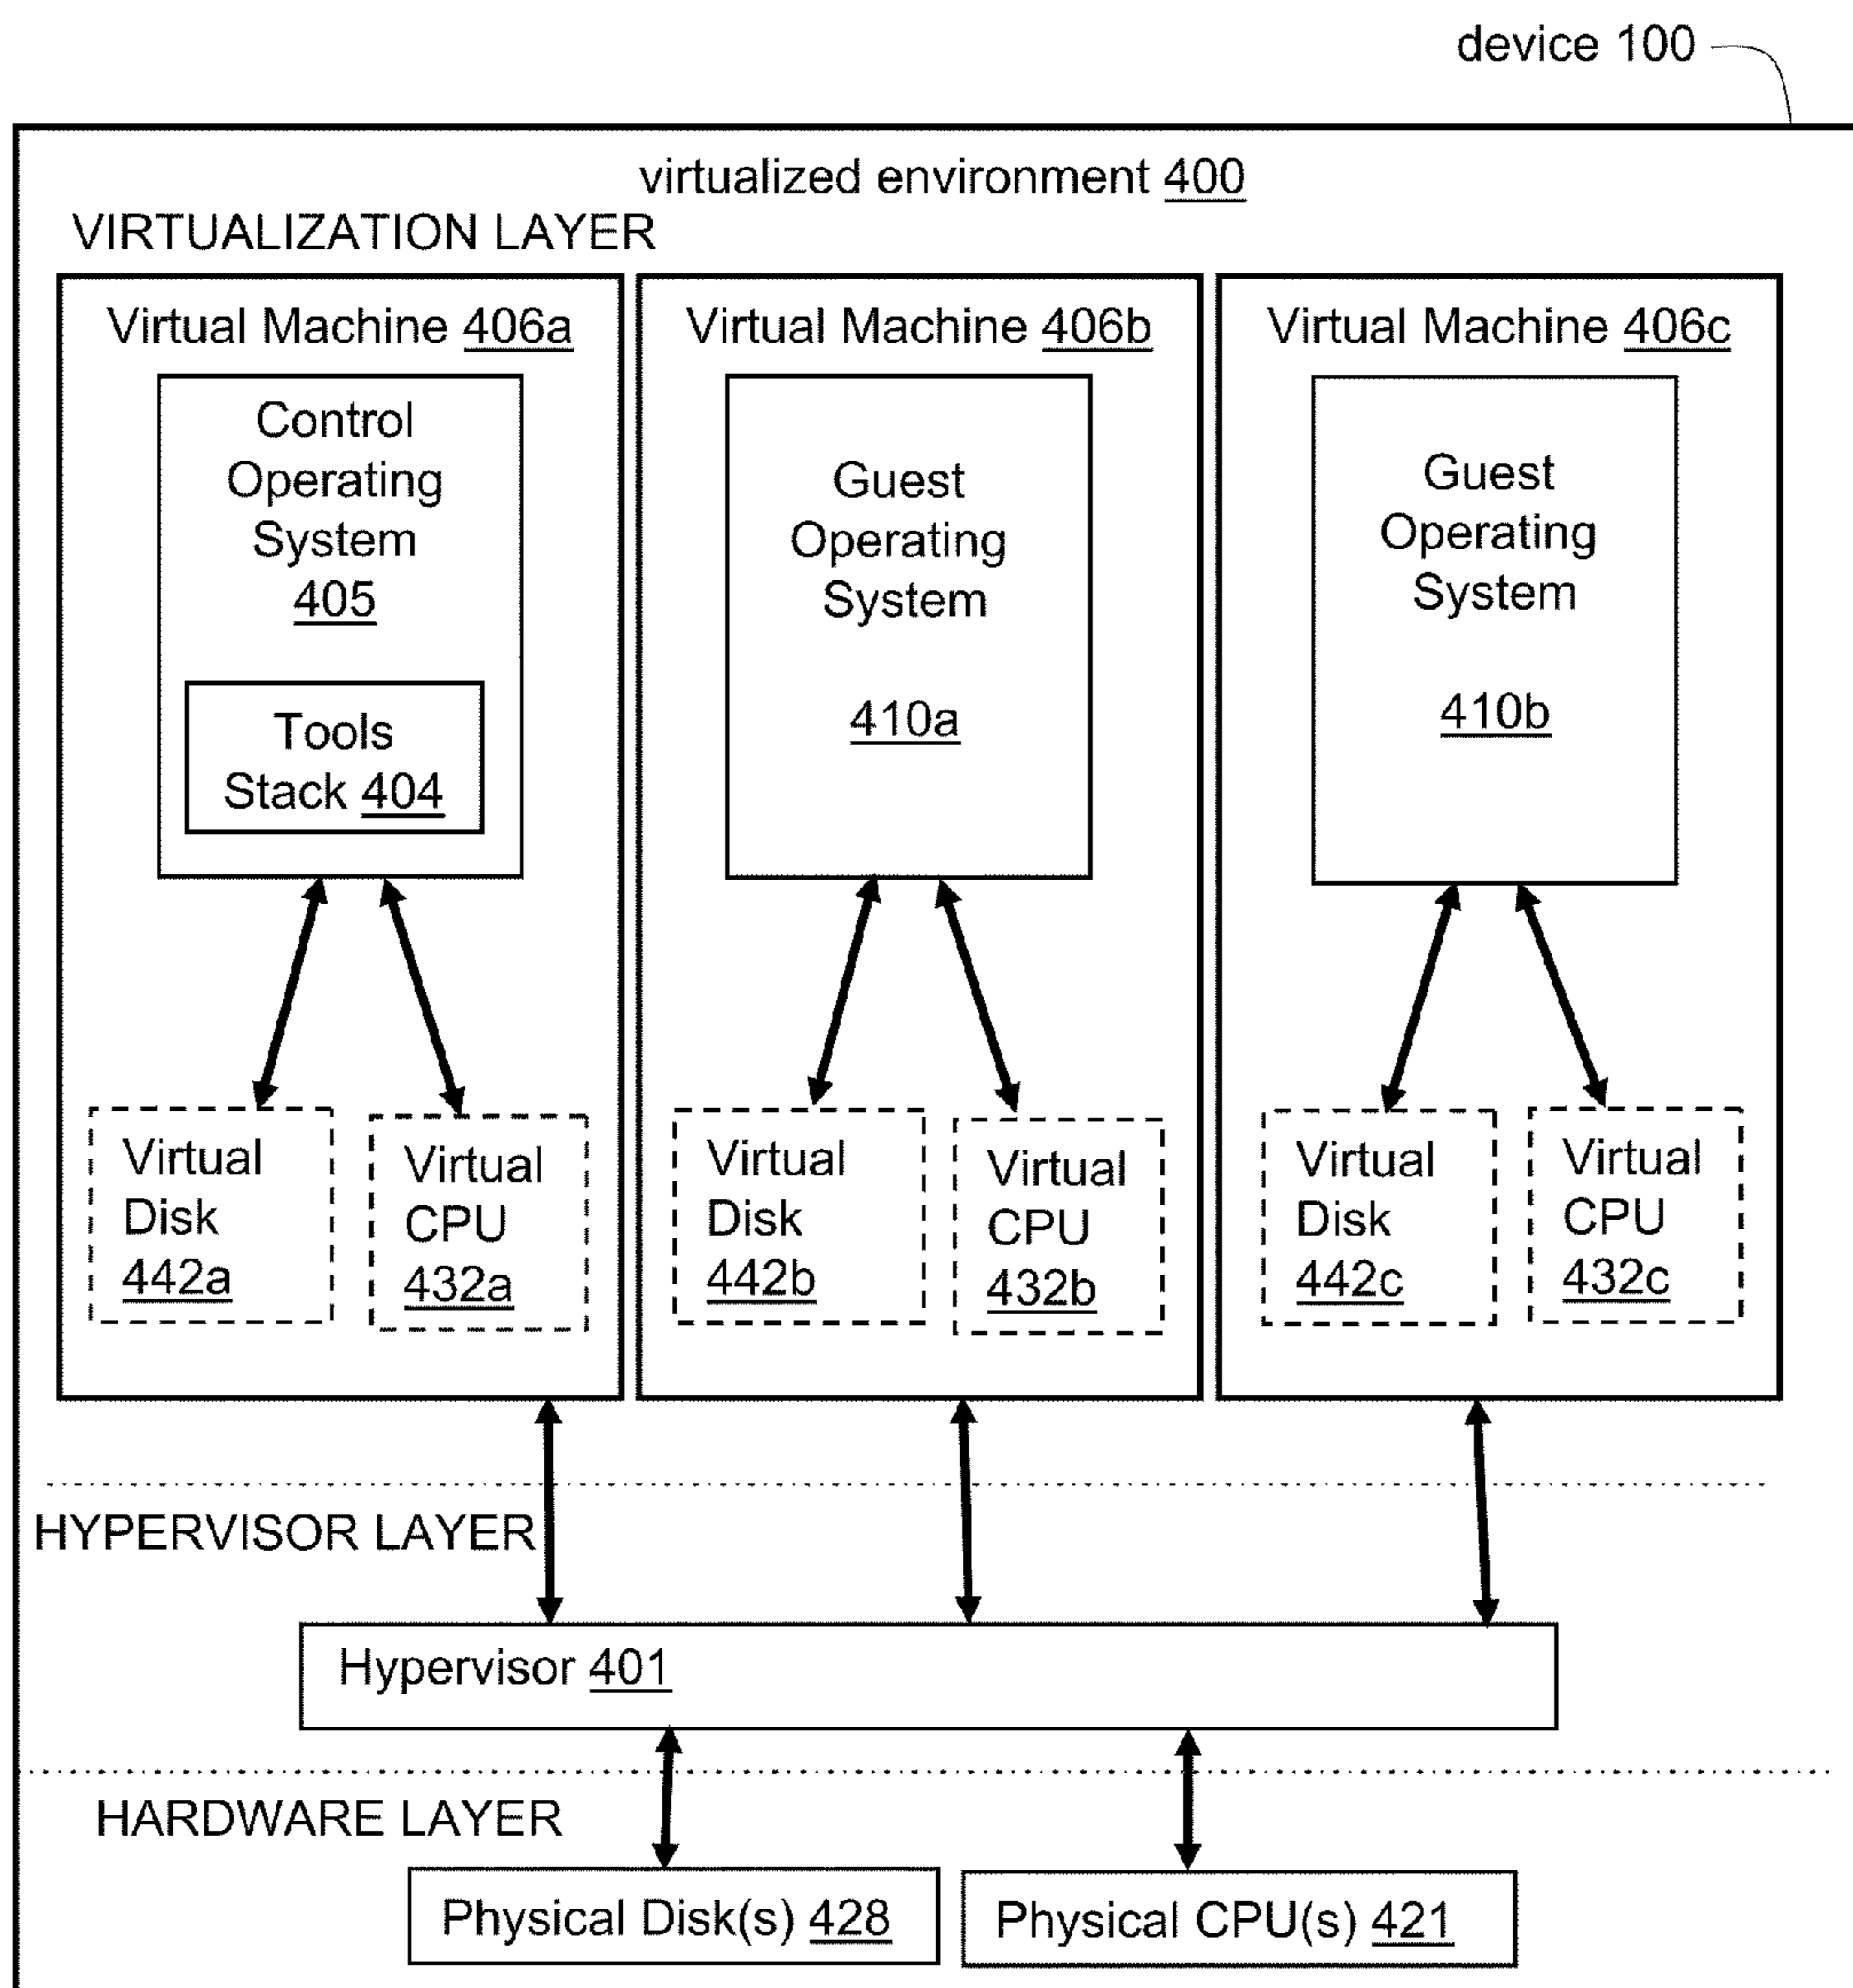 device 100
virtualized environment 400
VIRTUALIZATION LAYER
Virtual Machine 406a
Control
Operating
System
405
Tools
Stack 404
Virtual
Disk
442a
Virtual
CPU
432a
Virtual Machine 406b
Guest
Operating
System
410a
Virtual
Disk
442b
Virtual
CPU
432b
Virtual Machine 406c
Guest
Operating
System
410b
Virtual
Disk
442c
Virtual
CPU
432c
HYPERVISOR LAYER
Hypervisor 401
HARDWARE LAYER
Physical Disk(s) 428
Physical CPU(s) 421